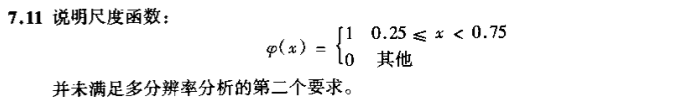 7.11 说明尺度函数：
φ(x) = {1 0.25 ⩽ x < 0.75
0 其他
并未满足多分辨率分析的第二个要求。